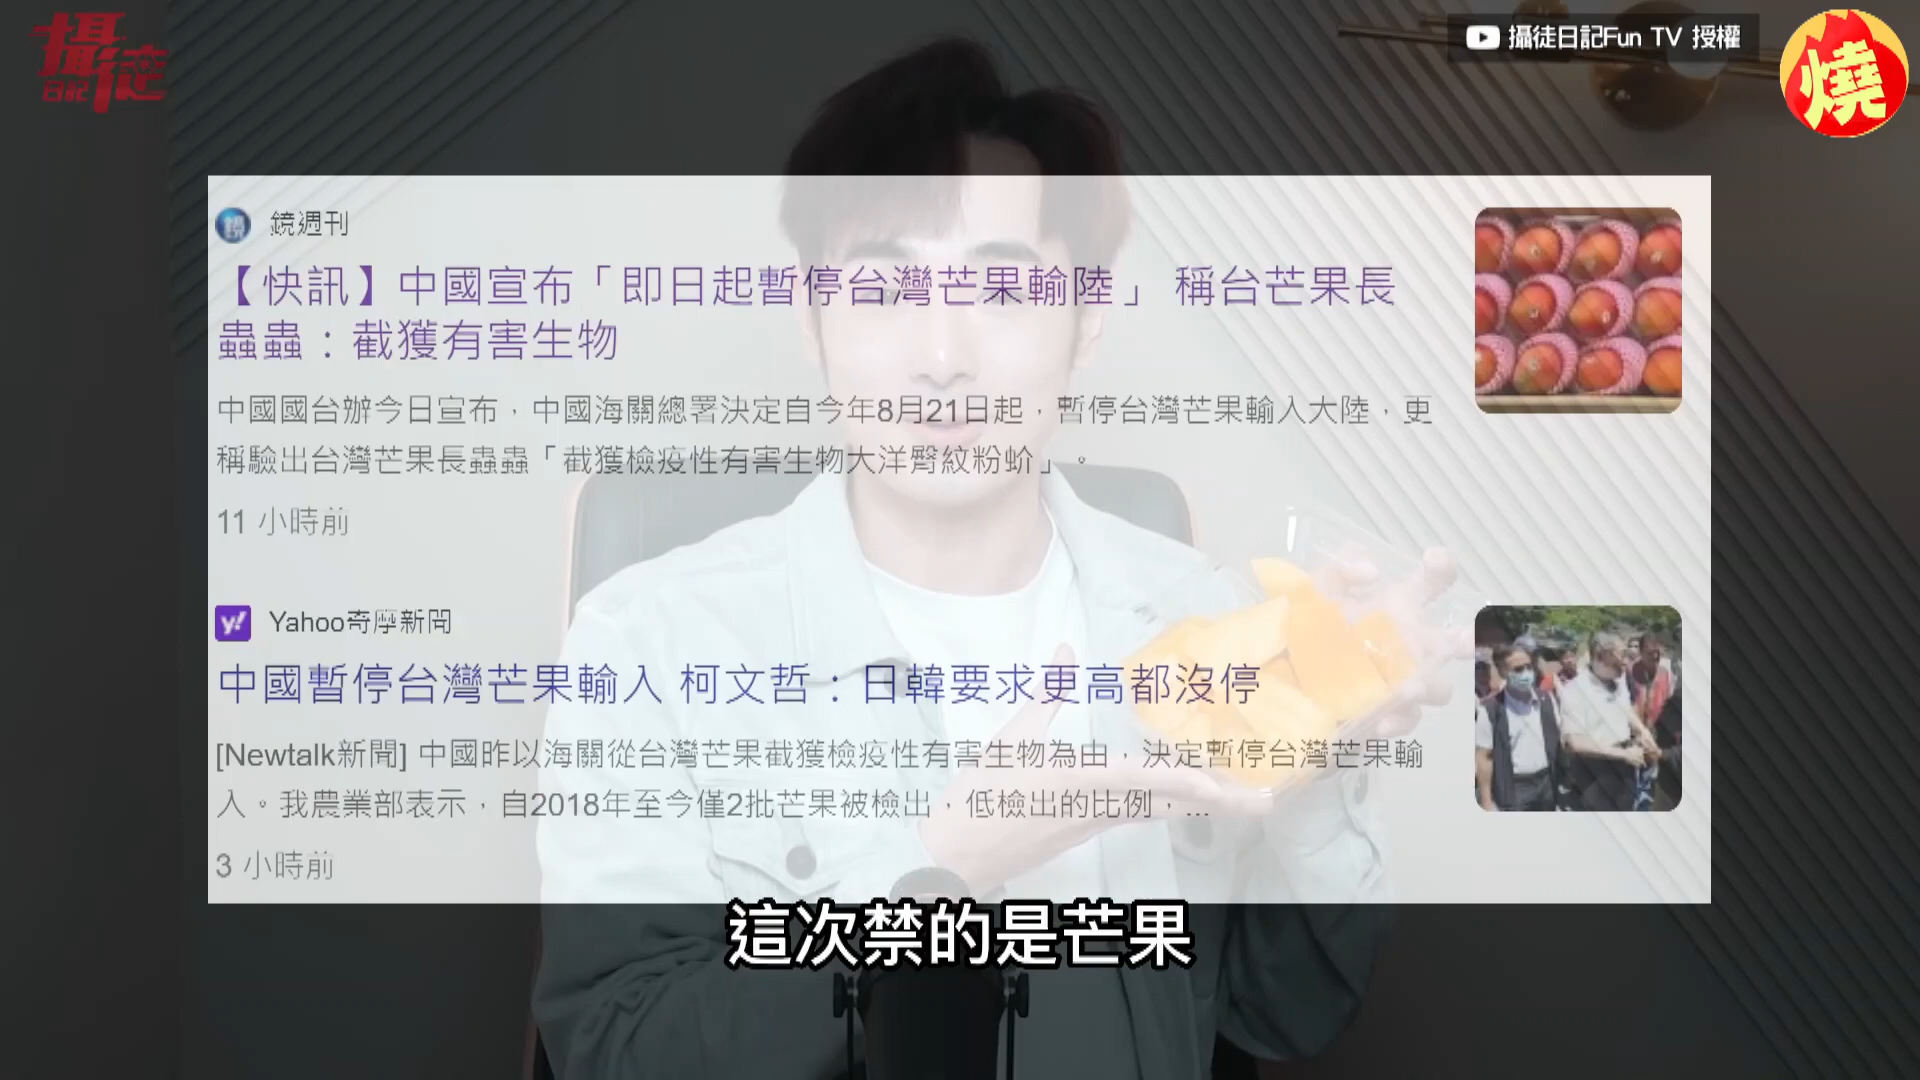 攝徒
日記
攝徒日記Fun TV 授權
燒
鏡週刊
【快訊】中國宣布「即日起暫停台灣芒果輸陸」 稱台芒果長
蟲蟲：截獲有害生物
中國國台辦今日宣布，中國海關總署決定自今年8月21日起，暫停台灣芒果輸入大陸，更
稱驗出台灣芒果長蟲蟲「截獲檢疫性有害生物大洋臀紋粉蚧」。
11 小時前
Yahoo奇摩新聞
中國暫停台灣芒果輸入 柯文哲：日韓要求更高都沒停
[Newtalk新聞] 中國昨以海關從台灣芒果截獲檢疫性有害生物為由，決定暫停台灣芒果輸
入。我農業部表示，自2018年至今僅2批芒果被檢出，低檢出的比例，...
3 小時前
這次禁的是芒果